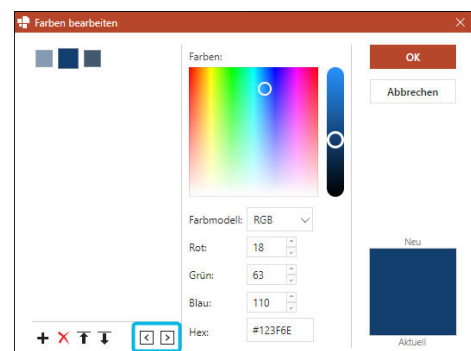 Farben bearbeiten
Farben:
OK
Abbrechen
Farbmodell: RGB
Rot: 18
Grün: 63
Blau: 110
Hex: #123F6E
Neu
Aktuell